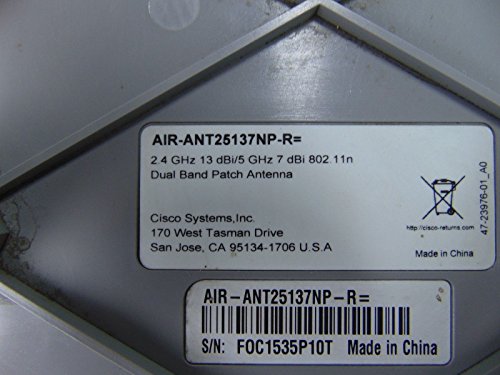 AIR-ANT25137NP-R=
2.4 GHz 13 dBi/5 GHz 7 dBi 802.11n
Dual Band Patch Antenna
Cisco Systems,Inc.
170 West Tasman Drive
San Jose, CA 95134-1706 U.S.A
http://cisco-returns.com
Made in China
47-23976-01_A0
AIR-ANT25137NP-R=
S/N: FOC1535P10T Made in China